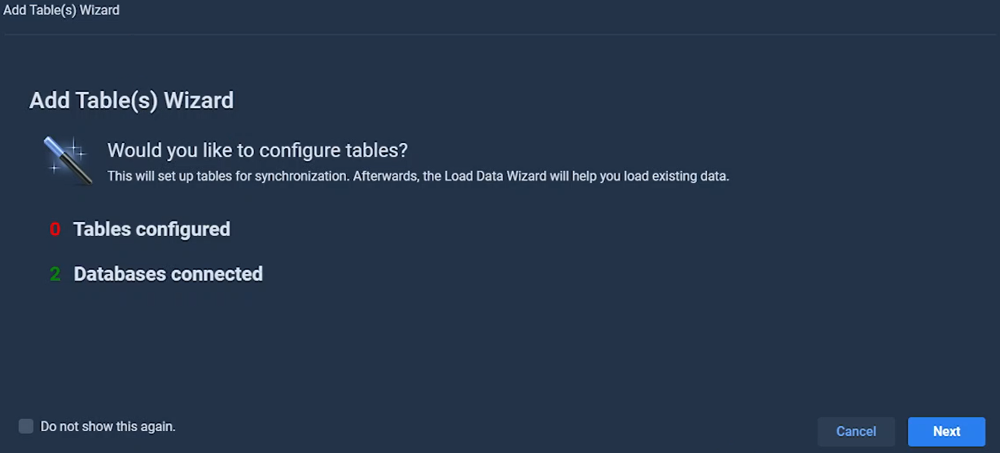 Add Table(s) Wizard
Add Table(s) Wizard
Would you like to configure tables?
This will set up tables for synchronization. Afterwards, the Load Data Wizard will help you load existing data.
0 Tables configured
2 Databases connected
Do not show this again.
Cancel Next